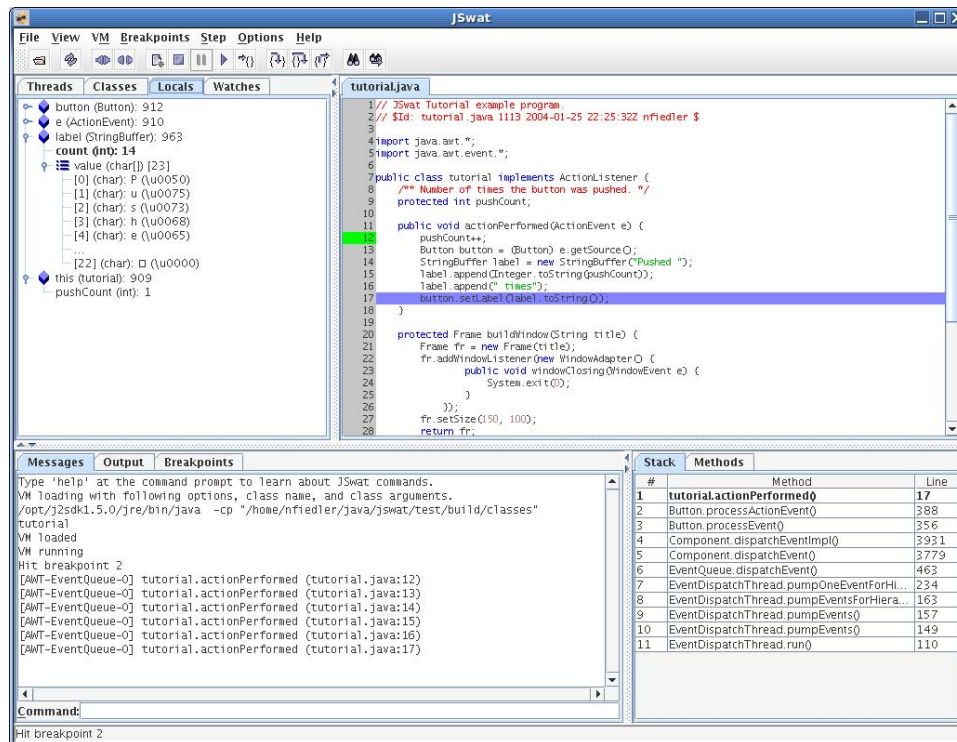 JSwat
File View VM Breakpoints Step Options Help
Threads Classes Locals Watches
button (Button): 912
e (ActionEvent): 910
label (StringBuffer): 963
count (int): 14
value (char[]) [23]
[0] (char): P (\u0050)
[1] (char): u (\u0075)
[2] (char): s (\u0073)
[3] (char): h (\u0068)
[4] (char): e (\u0065)
...
[22] (char): □ (\u0000)
this (tutorial): 909
pushCount (int): 1
tutorial.java
1 // JSwat Tutorial example program.
2 // $Id: tutorial.java 1113 2004-01-25 22:25:32Z nfiedler $
3
4 import java.awt.*;
5 import java.awt.event.*;
6
7 public class tutorial implements ActionListener {
8 /** Number of times the button was pushed. */
9 protected int pushCount;
10
11 public void actionPerformed(ActionEvent e) {
12 pushCount++;
13 Button button = (Button) e.getSource();
14 StringBuffer label = new StringBuffer("Pushed ");
15 label.append(Integer.toString(pushCount));
16 label.append(" times");
17 button.setLabel(label.toString());
18 }
19
20 protected Frame buildWindow(String title) {
21 Frame fr = new Frame(title);
22 fr.addWindowListener(new WindowAdapter() {
23 public void windowClosing(WindowEvent e) {
24 System.exit(0);
25 }
26 });
27 fr.setSize(150, 100);
28 return fr;
Messages Output Breakpoints
Type 'help' at the command prompt to learn about JSwat commands.
VM loading with following options, class name, and class arguments.
/opt/j2sdk1.5.0/jre/bin/java -cp "/home/nfiedler/java/jswat/test/build/classes"
tutorial
VM loaded
VM running
Hit breakpoint 2
[AWT-EventQueue-0] tutorial.actionPerformed (tutorial.java:12)
[AWT-EventQueue-0] tutorial.actionPerformed (tutorial.java:13)
[AWT-EventQueue-0] tutorial.actionPerformed (tutorial.java:14)
[AWT-EventQueue-0] tutorial.actionPerformed (tutorial.java:15)
[AWT-EventQueue-0] tutorial.actionPerformed (tutorial.java:16)
[AWT-EventQueue-0] tutorial.actionPerformed (tutorial.java:17)
Command:
Stack Methods
# Method Line
1 tutorial.actionPerformed() 17
2 Button.processActionEvent() 388
3 Button.processEvent() 356
4 Component.dispatchEventImpl() 3931
5 Component.dispatchEvent() 3779
6 EventQueue.dispatchEvent() 463
7 EventDispatchThread.pumpOneEventForHi... 234
8 EventDispatchThread.pumpEventsForHiera... 163
9 EventDispatchThread.pumpEvents() 157
10 EventDispatchThread.pumpEvents() 149
11 EventDispatchThread.run() 110
Hit breakpoint 2